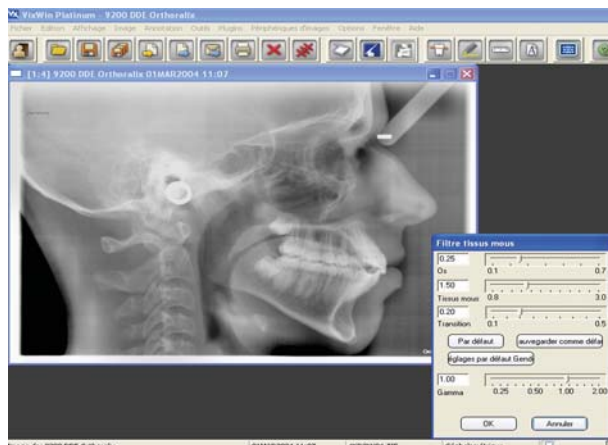 VixWin Platinum - 9200 DDE Orthoralix
Fichier Edition Affichage Image Annotation Outils Plugins Périphériques d'images Options Fenêtre Aide
[1:4] 9200 DDE Orthoralix 01MAR2004 11:07
Filtre tissus mous
0.25
Os 0.1 0.7
1.50
Tissus mous 0.8 3.0
0.20
Transition 0.1 0.5
Par défaut auvegarder comme défau
églages par défaut Gende
1.00
Gamma 0.25 0.50 1.00 2.00
OK Annuler